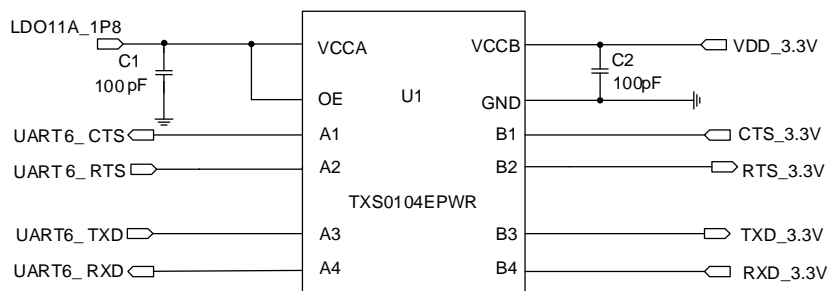 LDO11A_1P8
C1
100pF
VCCA
OE
U1
VCCB
GND
C2
100pF
VDD_3.3V
UART6_CTS
A1
B1
CTS_3.3V
UART6_RTS
A2
B2
RTS_3.3V
TXS0104EPWR
UART6_TXD
A3
B3
TXD_3.3V
UART6_RXD
A4
B4
RXD_3.3V